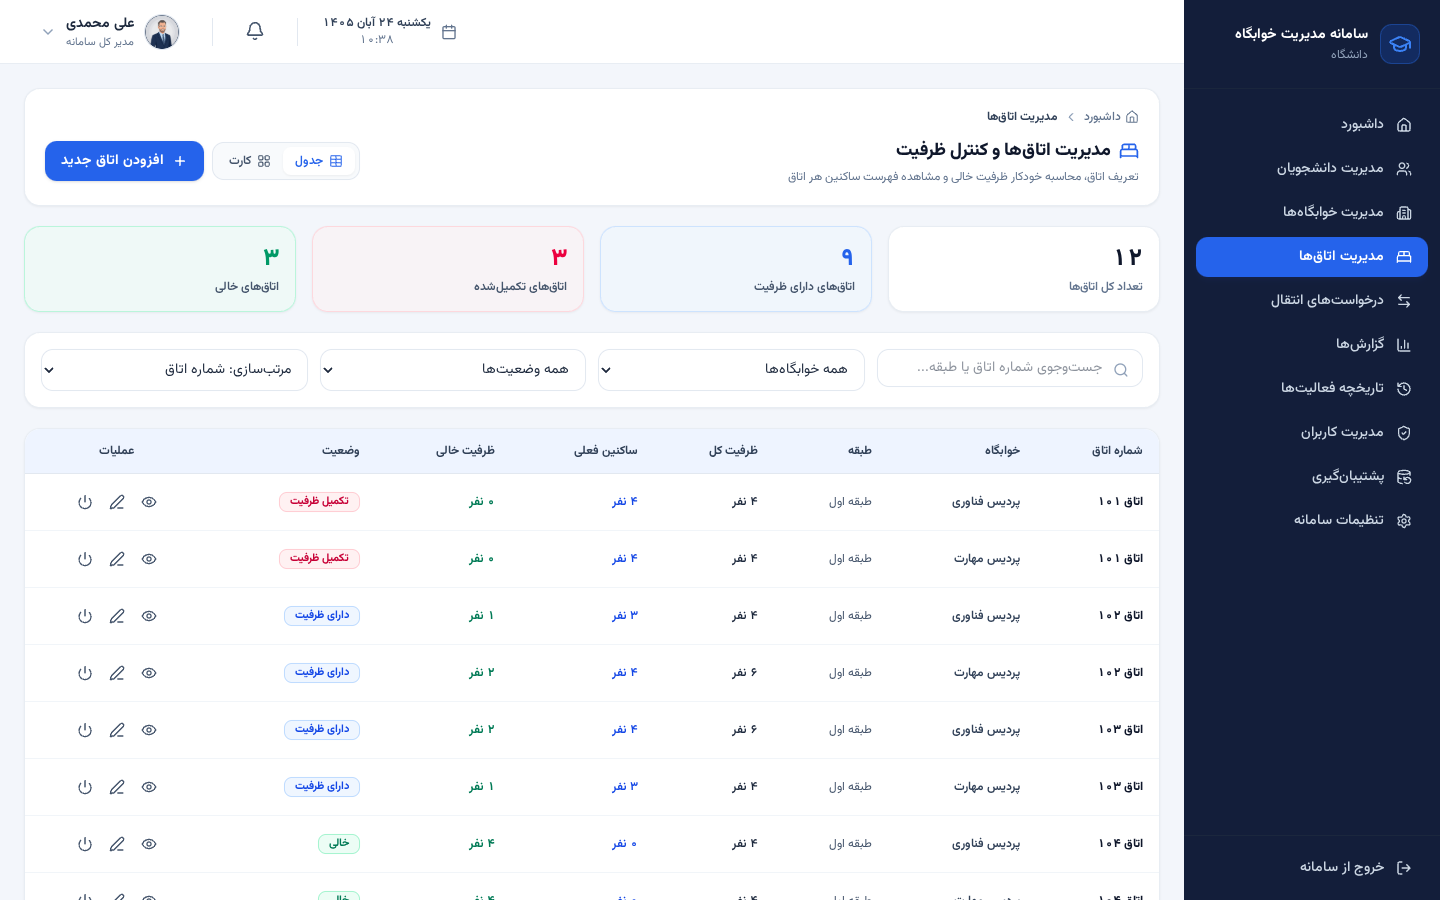 سامانه مدیریت خوابگاه
دانشگاه
داشبورد
مدیریت دانشجویان
مدیریت خوابگاه‌ها
مدیریت اتاق‌ها
درخواست‌های انتقال
گزارش‌ها
تاریخچه فعالیت‌ها
مدیریت کاربران
پشتیبان‌گیری
تنظیمات سامانه
خروج از سامانه
یکشنبه ۲۴ آبان ۱۴۰۵
۱۰:۳۸
علی محمدی
مدیر کل سامانه
داشبورد
مدیریت اتاق‌ها
مدیریت اتاق‌ها و کنترل ظرفیت
تعریف اتاق، محاسبه خودکار ظرفیت خالی و مشاهده فهرست ساکنین هر اتاق
جدول
کارت
افزودن اتاق جدید
۱۲
تعداد کل اتاق‌ها
۹
اتاق‌های دارای ظرفیت
۳
اتاق‌های تکمیل‌شده
۳
اتاق‌های خالی
جست‌وجوی شماره اتاق یا طبقه...
همه خوابگاه‌ها
همه وضعیت‌ها
مرتب‌سازی: شماره اتاق
شماره اتاق خوابگاه طبقه ظرفیت کل ساکنین فعلی ظرفیت خالی وضعیت عملیات
اتاق ۱۰۱ پردیس فناوری طبقه اول ۴ نفر ۴ نفر ۰ نفر تکمیل ظرفیت
اتاق ۱۰۱ پردیس مهارت طبقه اول ۴ نفر ۴ نفر ۰ نفر تکمیل ظرفیت
اتاق ۱۰۲ پردیس فناوری طبقه اول ۴ نفر ۳ نفر ۱ نفر دارای ظرفیت
اتاق ۱۰۲ پردیس مهارت طبقه اول ۶ نفر ۴ نفر ۲ نفر دارای ظرفیت
اتاق ۱۰۳ پردیس فناوری طبقه اول ۶ نفر ۴ نفر ۲ نفر دارای ظرفیت
اتاق ۱۰۳ پردیس مهارت طبقه اول ۴ نفر ۳ نفر ۱ نفر دارای ظرفیت
اتاق ۱۰۴ پردیس فناوری طبقه اول ۴ نفر ۰ نفر ۴ نفر خالی